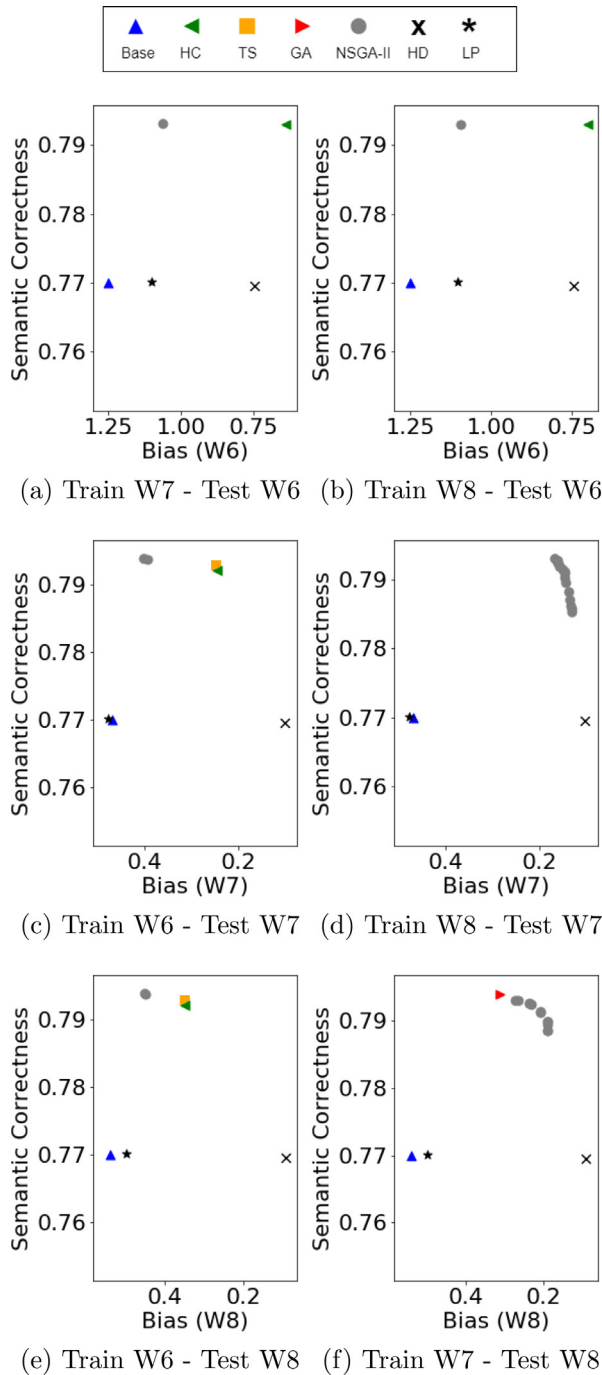 Base HC TS GA NSGA-II HD LP
Semantic Correctness
0.79
0.78
0.77
0.76
1.25 1.00 0.75
Bias (W6)
(a) Train W7 - Test W6
Semantic Correctness
0.79
0.78
0.77
0.76
1.25 1.00 0.75
Bias (W6)
(b) Train W8 - Test W6
Semantic Correctness
0.79
0.78
0.77
0.76
0.4 0.2
Bias (W7)
(c) Train W6 - Test W7
Semantic Correctness
0.79
0.78
0.77
0.76
0.4 0.2
Bias (W7)
(d) Train W8 - Test W7
Semantic Correctness
0.79
0.78
0.77
0.76
0.4 0.2
Bias (W8)
(e) Train W6 - Test W8
Semantic Correctness
0.79
0.78
0.77
0.76
0.4 0.2
Bias (W8)
(f) Train W7 - Test W8